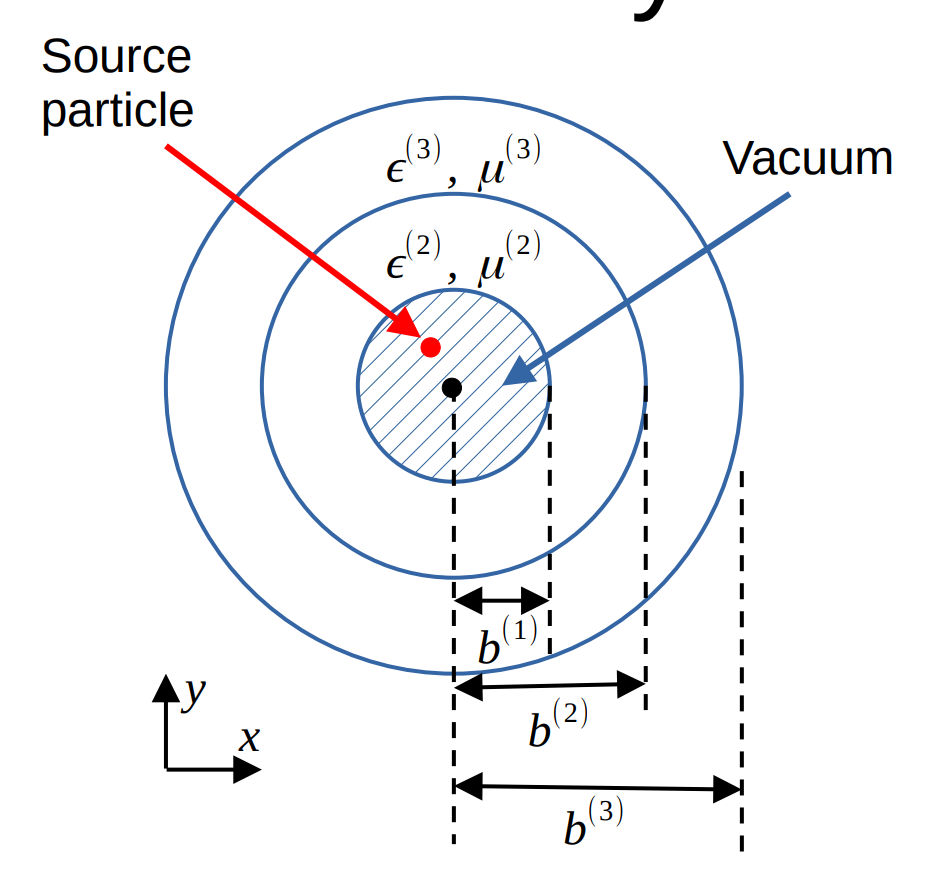 Source
particle
Vacuum
ϵ^(3), μ^(3)
ϵ^(2), μ^(2)
b^(1)
b^(2)
b^(3)
y
x